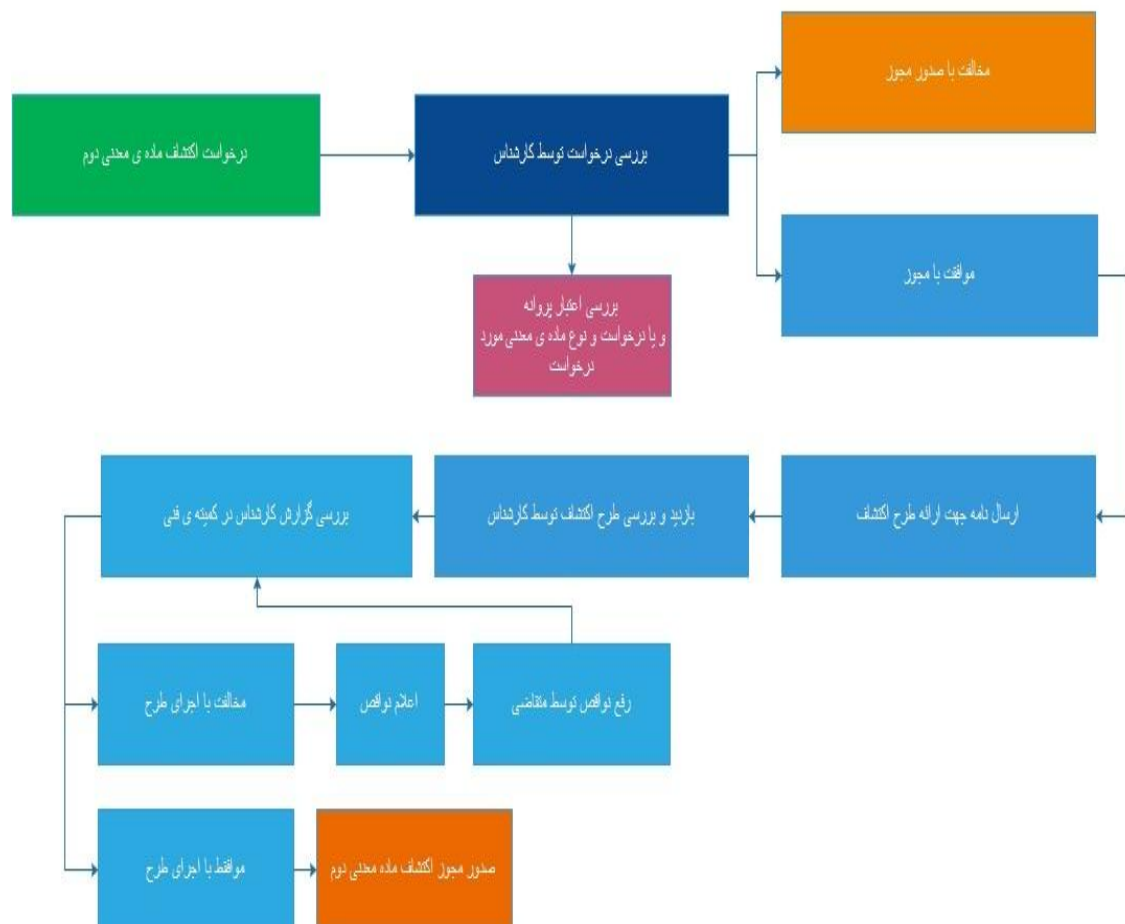 درخواست اکتشاف ماده ی معدنی دوم
بررسی درخواست توسط کارشناس
مخالفت با صدور مجوز
موافقت با مجوز
بررسی اعتبار پروانه
و یا درخواست و نوع ماده ی معدنی مورد
درخواست
ارسال نامه جهت ارائه طرح اکتشاف
بازدید و بررسی طرح اکتشاف توسط کارشناس
بررسی گزارش کارشناس در کمیته ی فنی
مخالفت با اجرای طرح
اعلام نواقص
رفع نواقص توسط متقاضی
موافقط با اجرای طرح
صدور مجوز اکتشاف ماده معدنی دوم